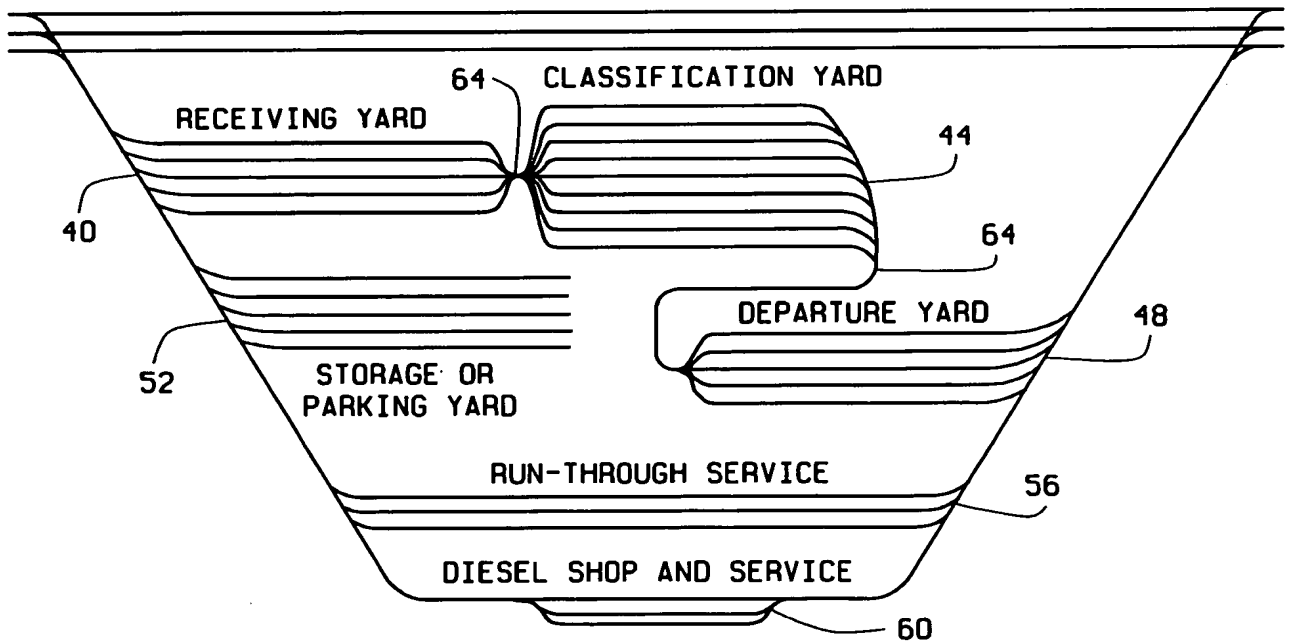 64
CLASSIFICATION YARD
RECEIVING YARD
44
40
64
DEPARTURE YARD
48
52
STORAGE OR
PARKING YARD
RUN-THROUGH SERVICE
56
DIESEL SHOP AND SERVICE
60